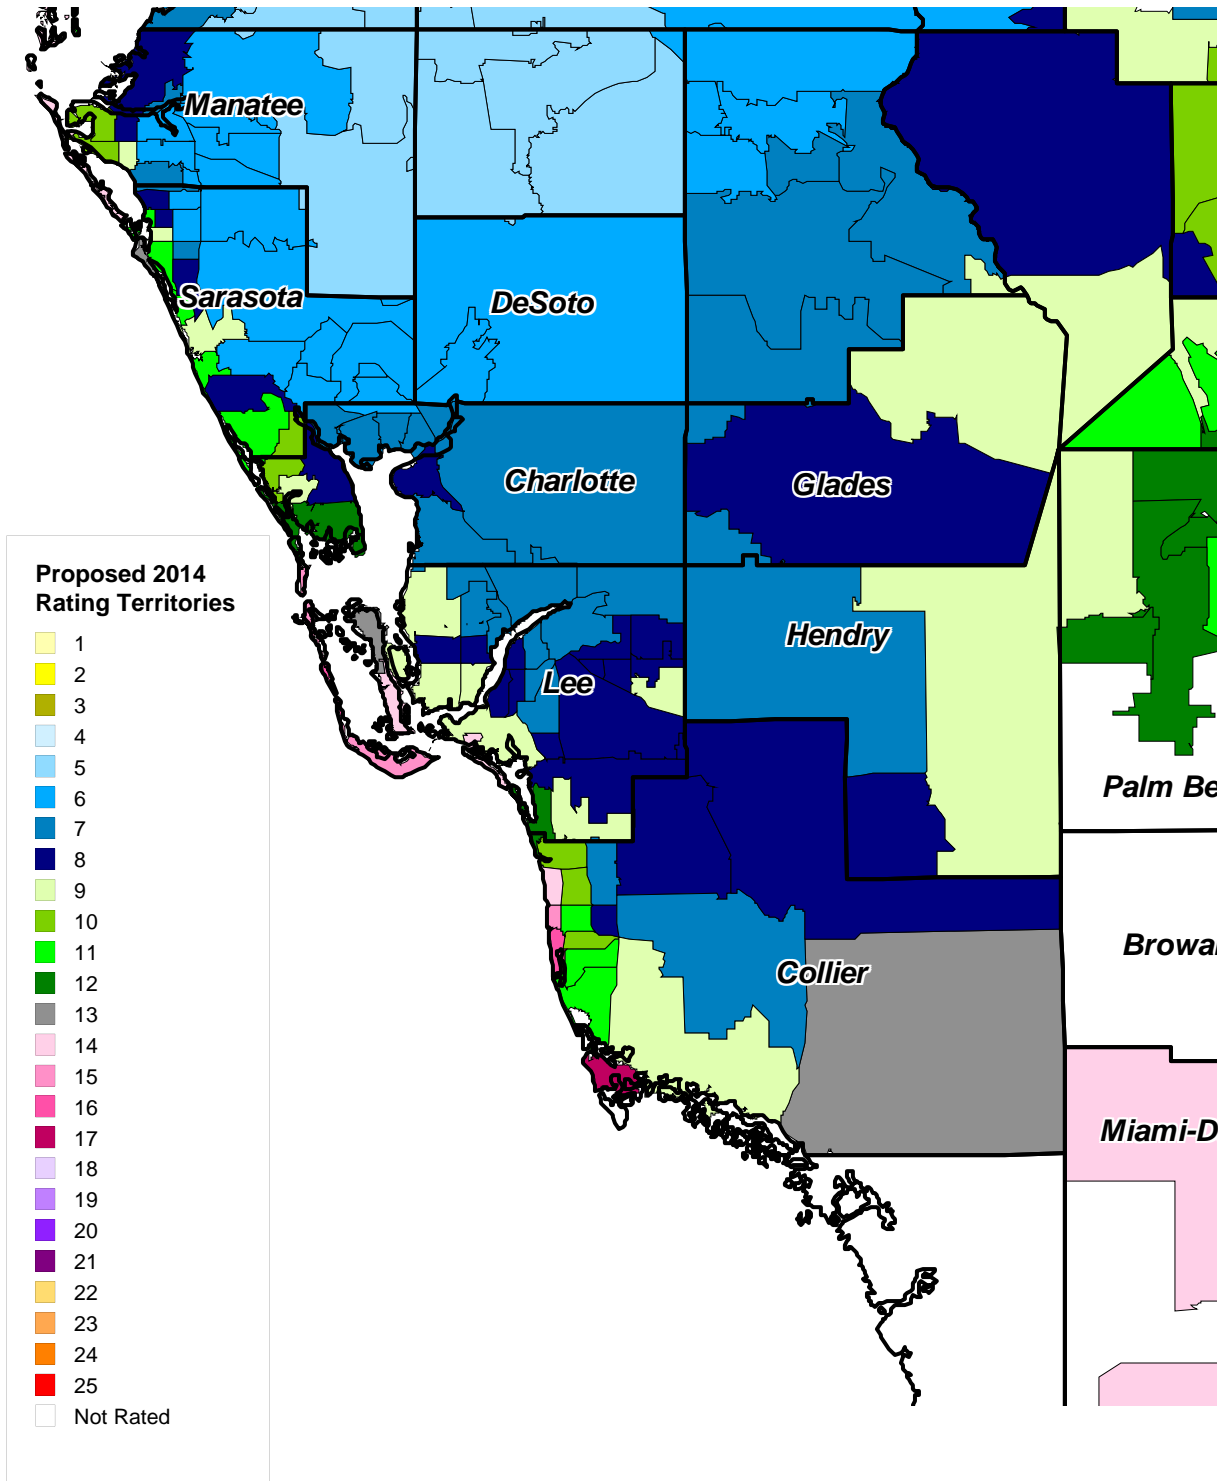 Manatee
Sarasota
DeSoto
Charlotte
Glades
Hendry
Lee
Palm Be
Browa
Collier
Miami-D
Proposed 2014
Rating Territories
1
2
3
4
5
6
7
8
9
10
11
12
13
14
15
16
17
18
19
20
21
22
23
24
25
Not Rated